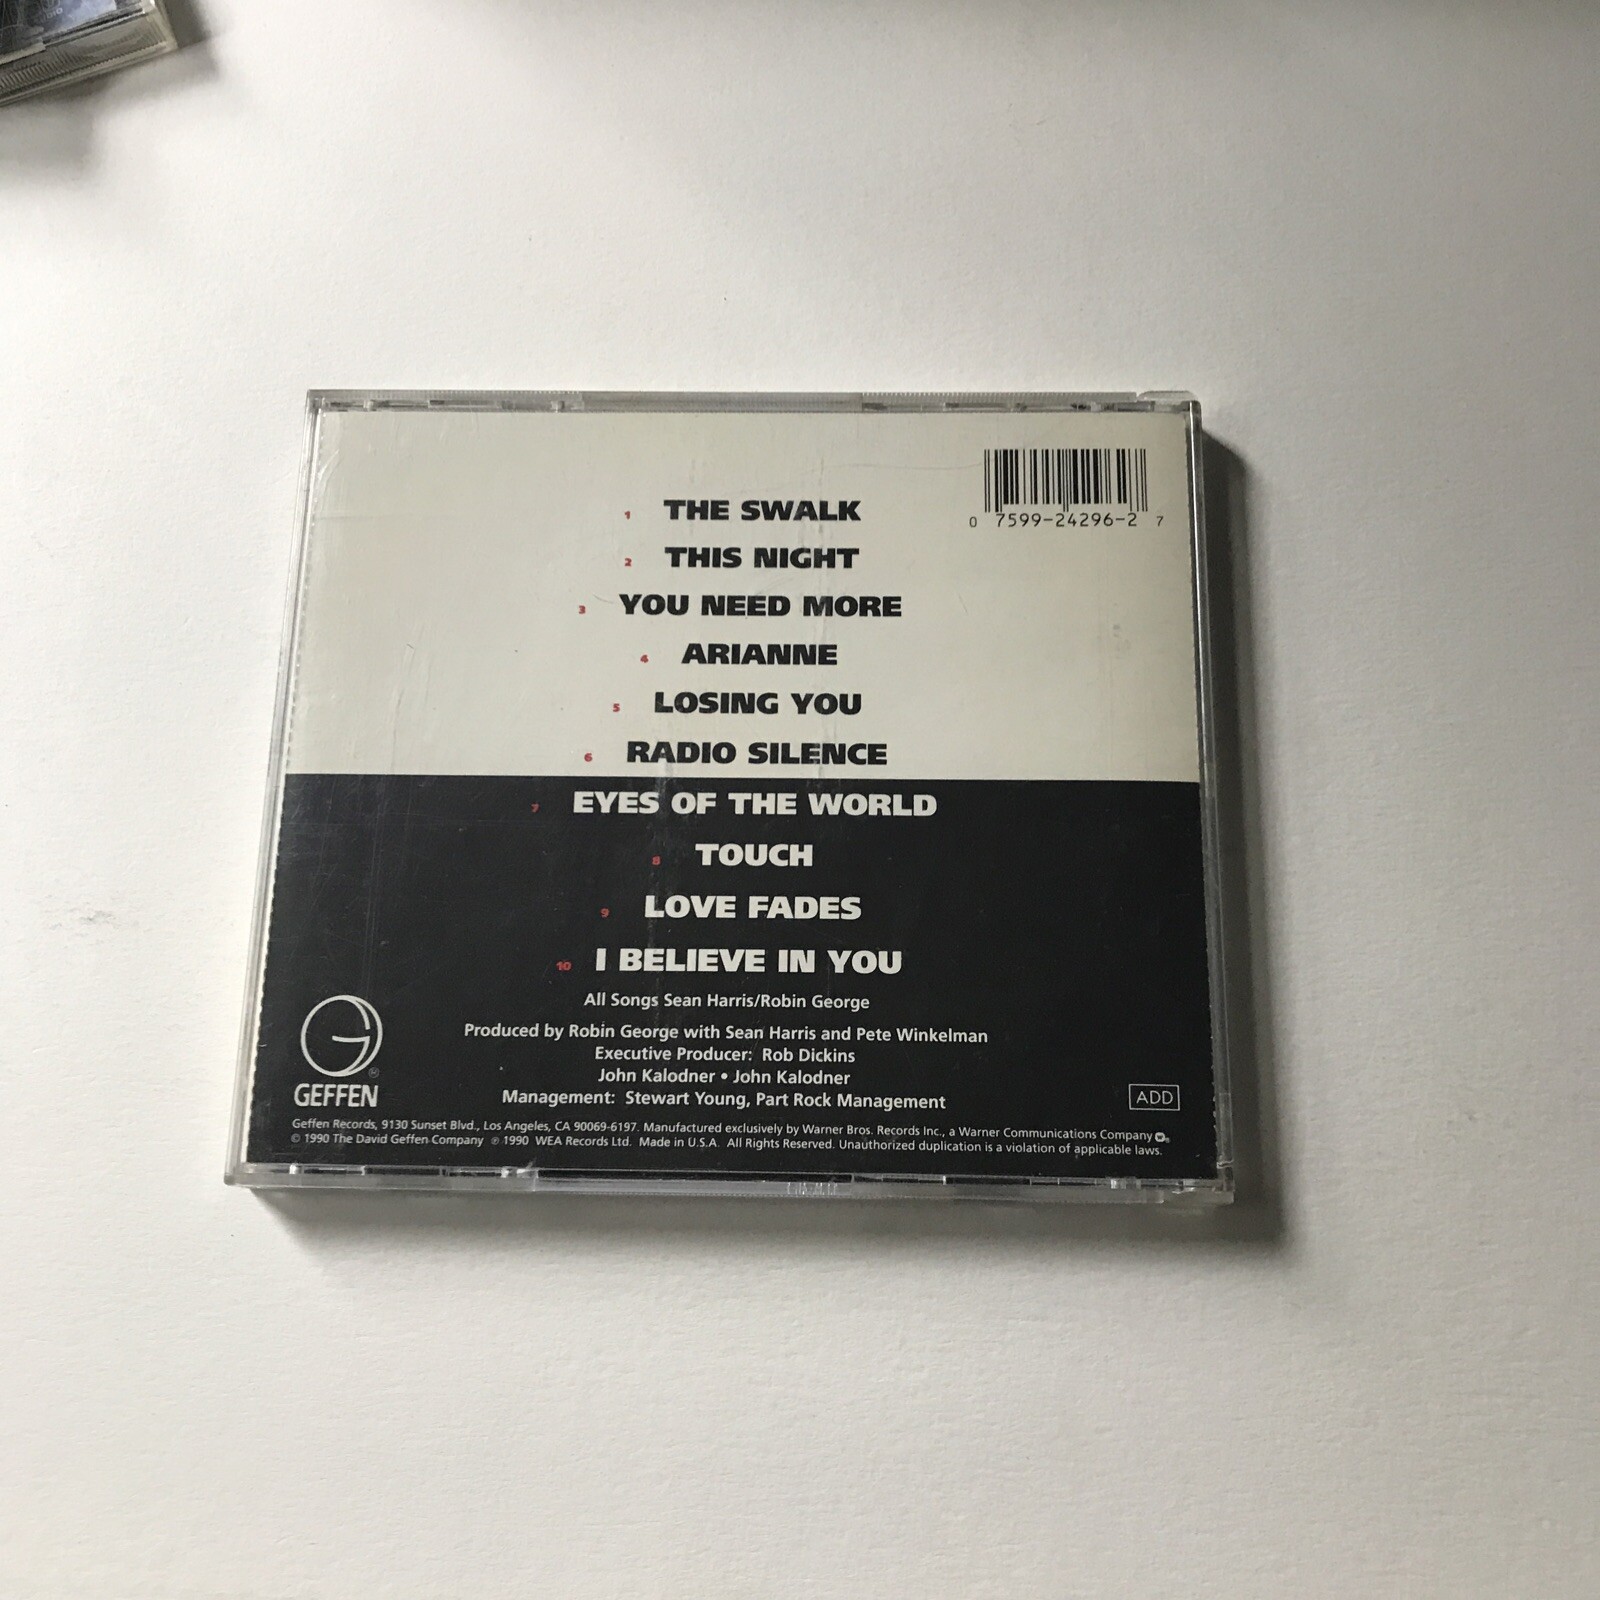 0 7599-24296-2 7
1 THE SWALK
2 THIS NIGHT
3 YOU NEED MORE
4 ARIANNE
5 LOSING YOU
6 RADIO SILENCE
7 EYES OF THE WORLD
8 TOUCH
9 LOVE FADES
10 I BELIEVE IN YOU
All Songs Sean Harris/Robin George
Produced by Robin George with Sean Harris and Pete Winkelman
Executive Producer: Rob Dickins
John Kalodner • John Kalodner
Management: Stewart Young, Part Rock Management
GEFFEN
®
ADD
Geffen Records, 9130 Sunset Blvd., Los Angeles, CA 90069-6197. Manufactured exclusively by Warner Bros. Records Inc., a Warner Communications Company
© 1990 The David Geffen Company ℗ 1990 WEA Records Ltd. Made in U.S.A. All Rights Reserved. Unauthorized duplication is a violation of applicable laws.